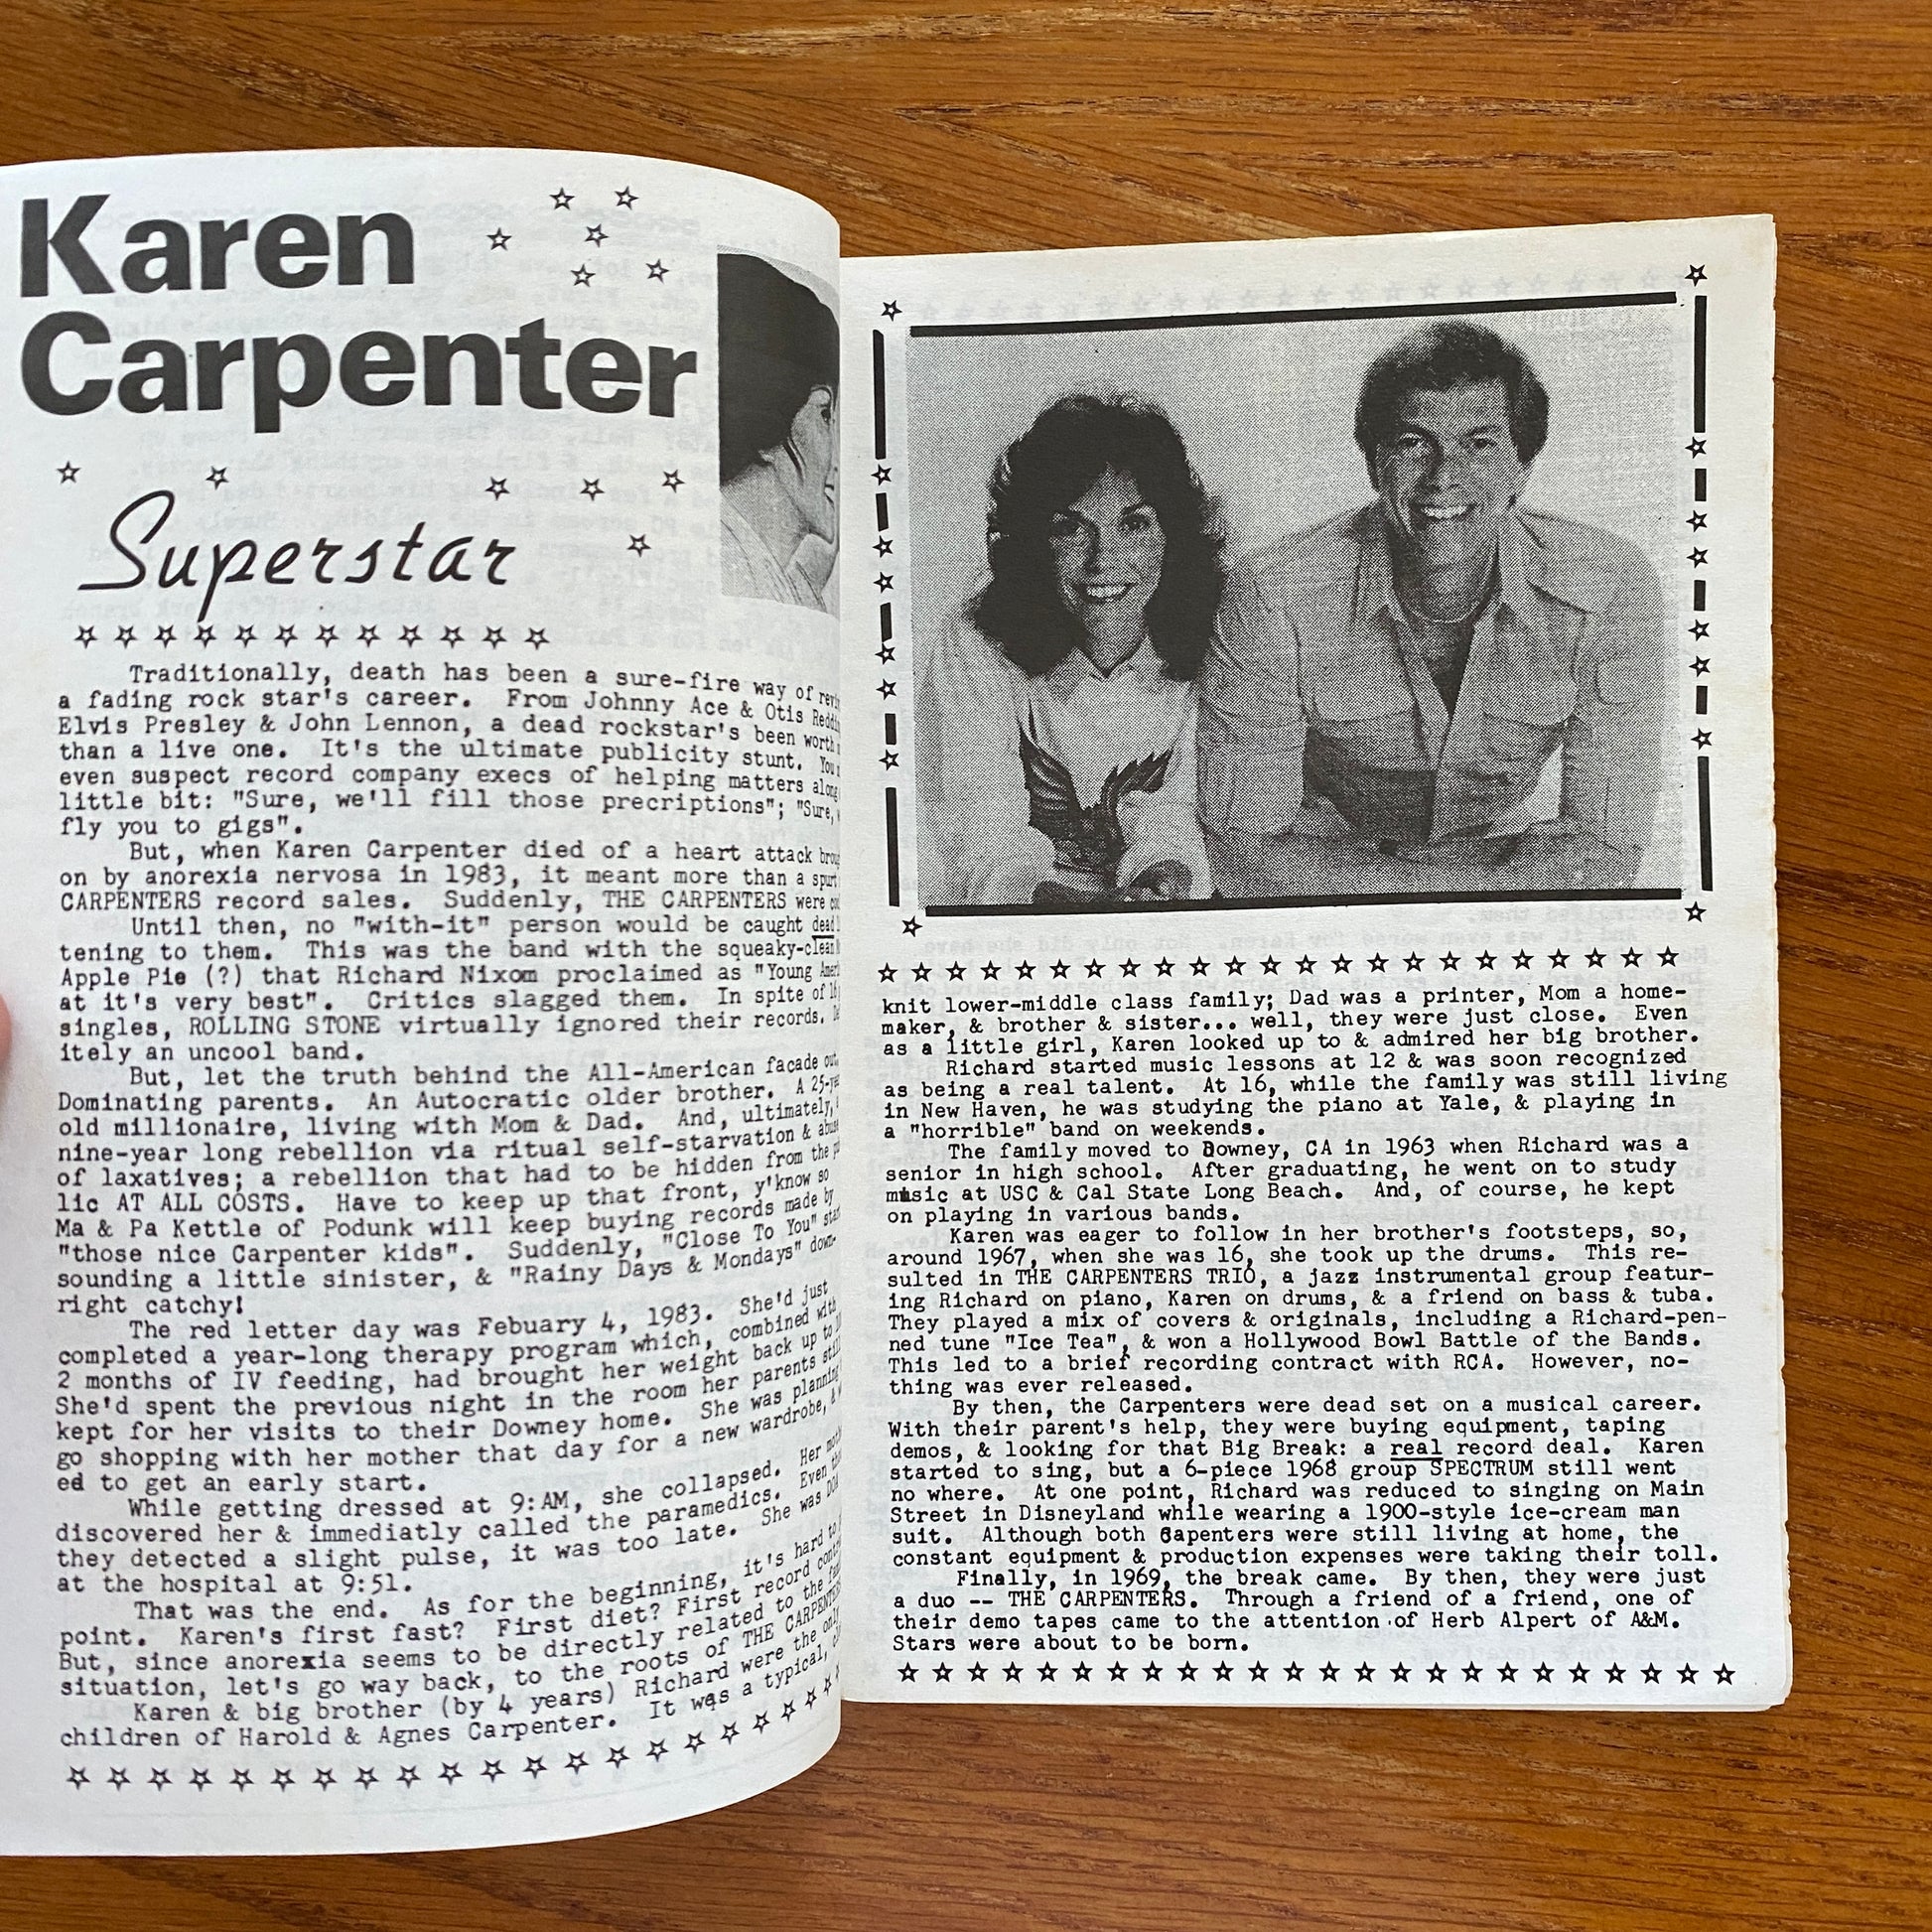 Karen
Carpenter
Superstar
Traditionally, death has been a sure-fire way of
a fading rock star's career. From Johnny Ace & Otis
Elvis Presley & John Lennon, a dead rockstar's been worth
than a live one. It's the ultimate publicity stunt. You
even suspect record company execs of helping matters along
little bit: "Sure, we'll fill those precriptions"; "Sure,
fly you to gigs".
But, when Karen Carpenter died of a heart attack
on by anorexia nervosa in 1983, it meant more than a spurt
CARPENTERS record sales. Suddenly, THE CARPENTERS were
Until then, no "with-it" person would be caught dead
tening to them. This was the band with the squeaky-clean
Apple Pie (?) that Richard Nixom proclaimed as "Young
at it's very best". Critics slagged them. In spite of 16
singles, ROLLING STONE virtually ignored their records.
itely an uncool band.
But, let the truth behind the All-American facade out.
Dominating parents. An Autocratic older brother. A
old millionaire, living with Mom & Dad. And, ultimately,
nine-year long rebellion via ritual self-starvation &
of laxatives; a rebellion that had to be hidden from the
lic AT ALL COSTS. Have to keep up that front, y'know so
Ma & Pa Kettle of Podunk will keep buying records made by
"those nice Carpenter kids". Suddenly, "Close To You"
sounding a little sinister, & "Rainy Days & Mondays" down-
right catchy!
The red letter day was Febuary 4, 1983. She'd just
completed a year-long therapy program which, combined with
2 months of IV feeding, had brought her weight back up to
She'd spent the previous night in the room her parents still
kept for her visits to their Downey home. She was planning
go shopping with her mother that day for a new wardrobe, &
ed to get an early start.
While getting dressed at 9:AM, she collapsed. Her
discovered her & immediatly called the paramedics. Even
they detected a slight pulse, it was too late. She was DOA
at the hospital at 9:51.
That was the end. As for the beginning, it's hard to
point. Karen's first fast? First diet? First record
But, since anorexia seems to be directly related to the
situation, let's go way back, to the roots of THE CARPENTERS
Karen & big brother (by 4 years) Richard were the only
children of Harold & Agnes Carpenter. It was a typical,
knit lower-middle class family; Dad was a printer, Mom a home-
maker, & brother & sister... well, they were just close. Even
as a little girl, Karen looked up to & admired her big brother.
Richard started music lessons at 12 & was soon recognized
as being a real talent. At 16, while the family was still living
in New Haven, he was studying the piano at Yale, & playing in
a "horrible" band on weekends.
The family moved to Downey, CA in 1963 when Richard was a
senior in high school. After graduating, he went on to study
music at USC & Cal State Long Beach. And, of course, he kept
on playing in various bands.
Karen was eager to follow in her brother's footsteps, so,
around 1967, when she was 16, she took up the drums. This re-
sulted in THE CARPENTERS TRIO, a jazz instrumental group featur-
ing Richard on piano, Karen on drums, & a friend on bass & tuba.
They played a mix of covers & originals, including a Richard-pen-
ned tune "Ice Tea", & won a Hollywood Bowl Battle of the Bands.
This led to a brief recording contract with RCA. However, no-
thing was ever released.
By then, the Carpenters were dead set on a musical career.
With their parent's help, they were buying equipment, taping
demos, & looking for that Big Break: a real record deal. Karen
started to sing, but a 6-piece 1968 group SPECTRUM still went
no where. At one point, Richard was reduced to singing on Main
Street in Disneyland while wearing a 1900-style ice-cream man
suit. Although both Capenters were still living at home, the
constant equipment & production expenses were taking their toll.
Finally, in 1969, the break came. By then, they were just
a duo -- THE CARPENTERS. Through a friend of a friend, one of
their demo tapes came to the attention of Herb Alpert of A&M.
Stars were about to be born.